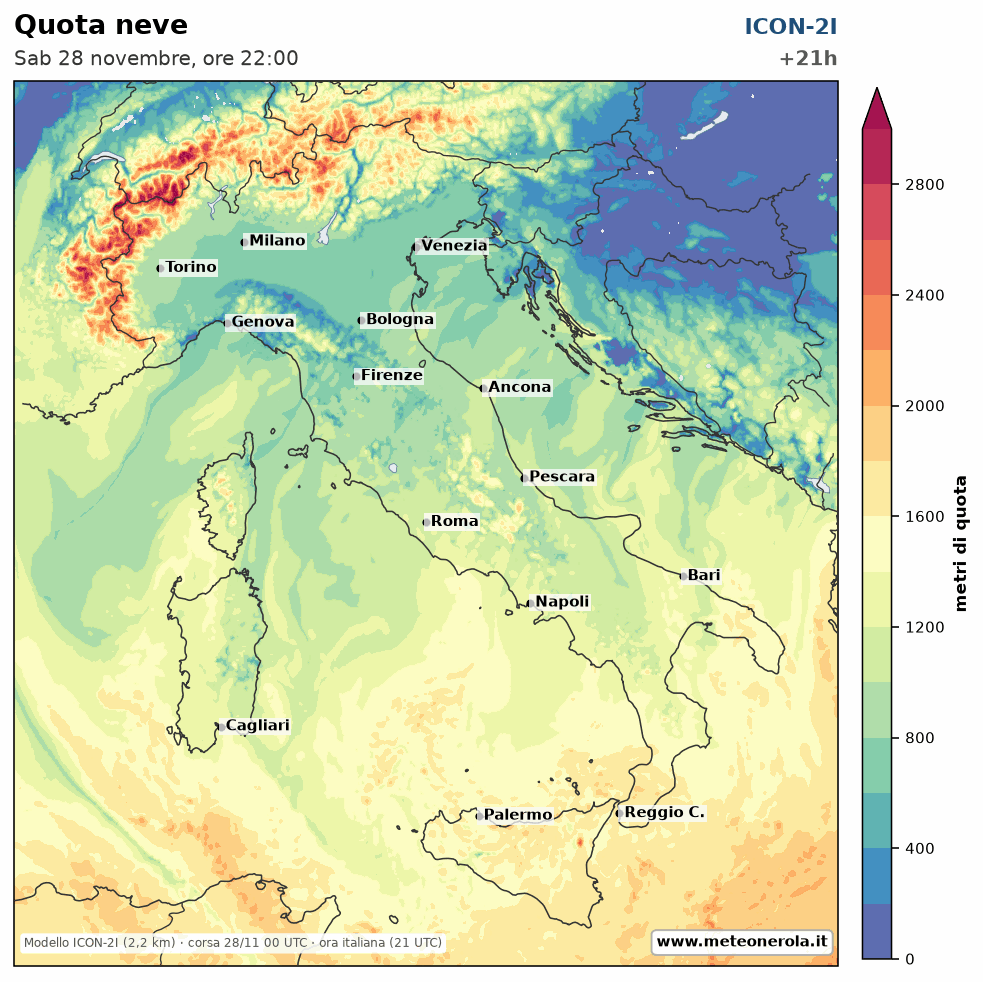 Quota neve
ICON-2I
Sab 28 novembre, ore 22:00
+21h
Milano
Venezia
Torino
Genova
Bologna
Firenze
Ancona
Pescara
Roma
Bari
Napoli
Cagliari
Palermo
Reggio C.
2800
2400
2000
1600
1200
800
400
0
metri di quota
Modello ICON-2I (2,2 km) · corsa 28/11 00 UTC · ora italiana (21 UTC)
www.meteonerola.it